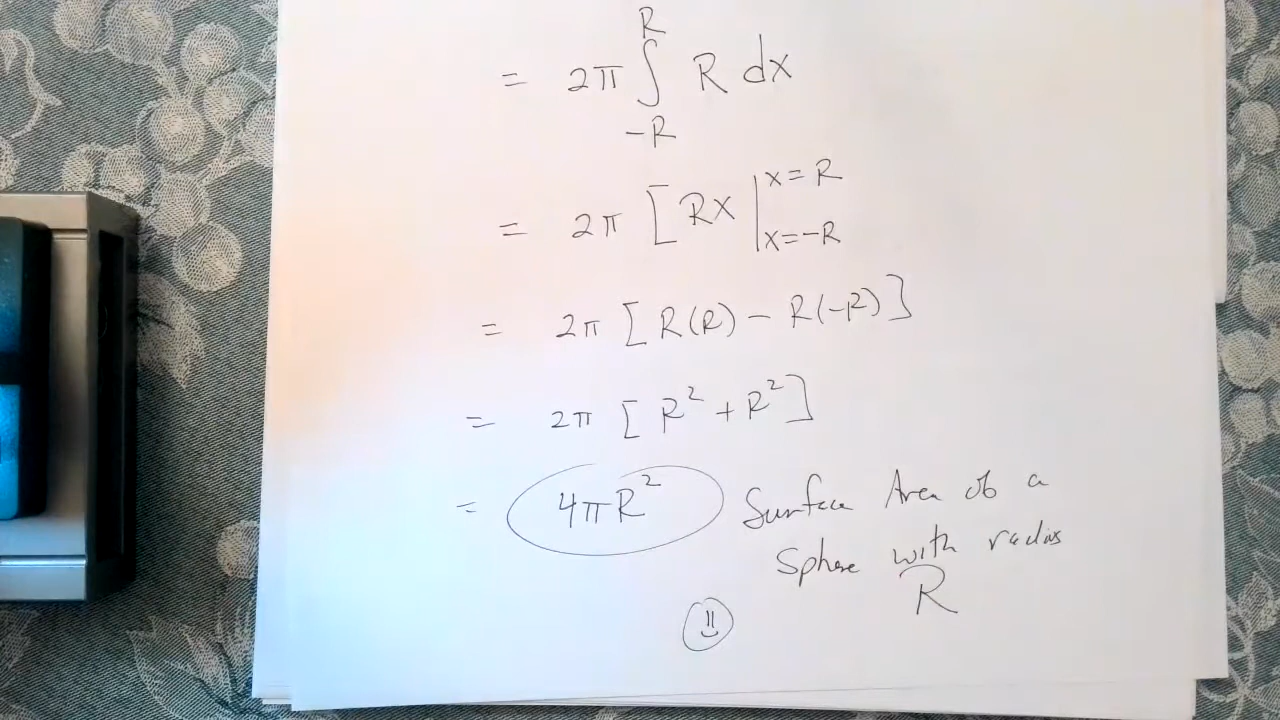 = 2π ∫_{-R}^{R} R dx
= 2π [Rx |_{x=-R}^{x=R}
= 2π [R(R) - R(-R)]
= 2π [R² + R²]
= 4πR² Surface Area of a
sphere with radius
R